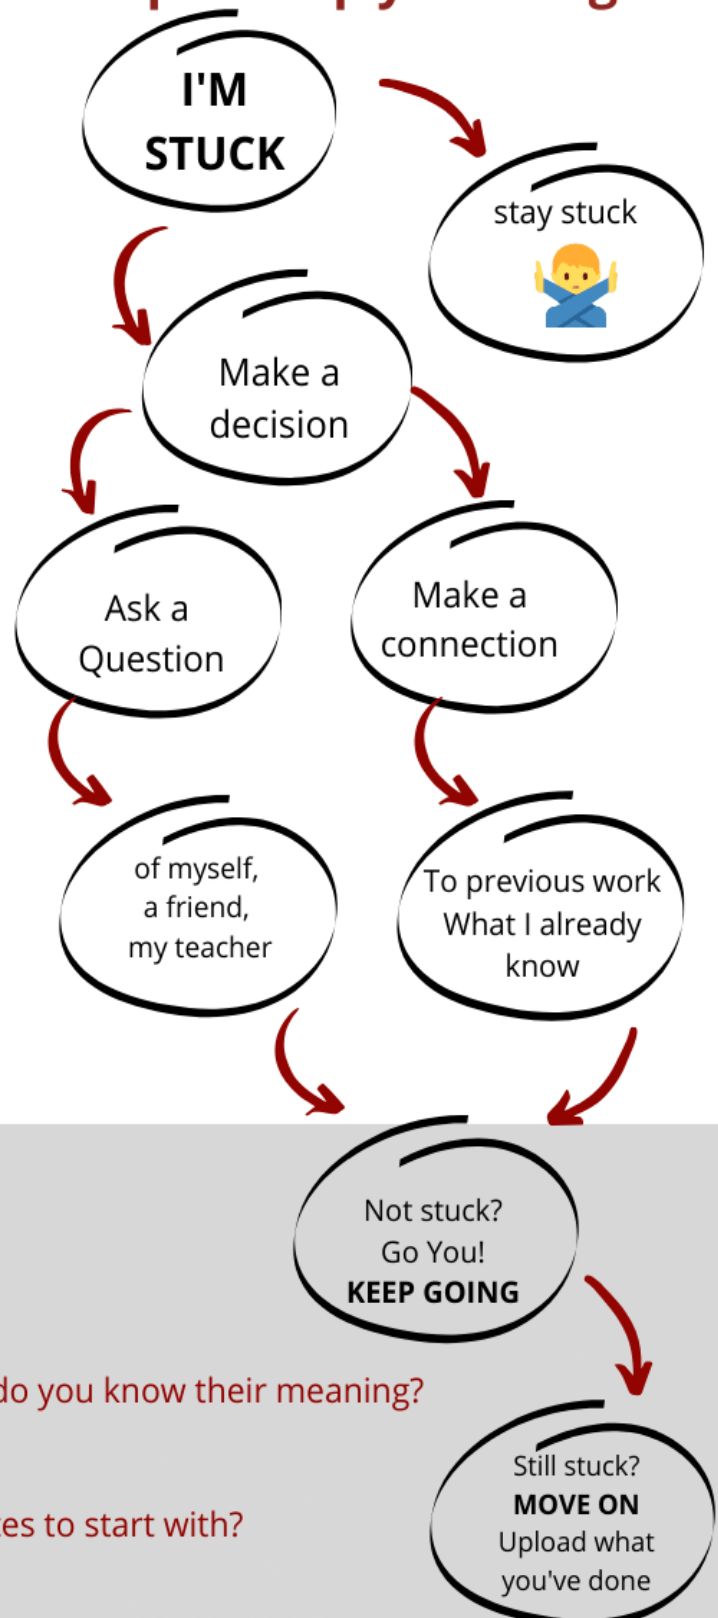 I'M
STUCK
stay stuck
Make a
decision
Ask a
Question
Make a
connection
of myself,
a friend,
my teacher
To previous work
What I already
know
Not stuck?
Go You!
KEEP GOING
do you know their meaning?
Still stuck?
MOVE ON
Upload what
you've done
to start with?